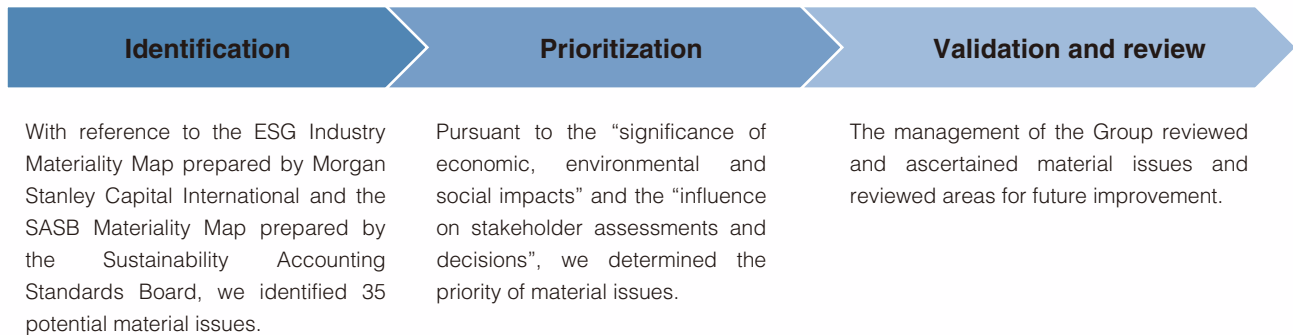 Identification
Prioritization
Validation and review
With reference to the ESG Industry
Materiality Map prepared by Morgan
Stanley Capital International and the
SASB Materiality Map prepared by
the Sustainability Accounting
Standards Board, we identified 35
potential material issues.
Pursuant to the “significance of
economic, environmental and
social impacts” and the “influence
on stakeholder assessments and
decisions”, we determined the
priority of material issues.
The management of the Group reviewed
and ascertained material issues and
reviewed areas for future improvement.